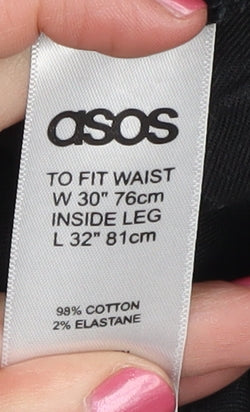 asos
TO FIT WAIST
W 30" 76cm
INSIDE LEG
L 32" 81cm
98% COTTON
2% ELASTANE